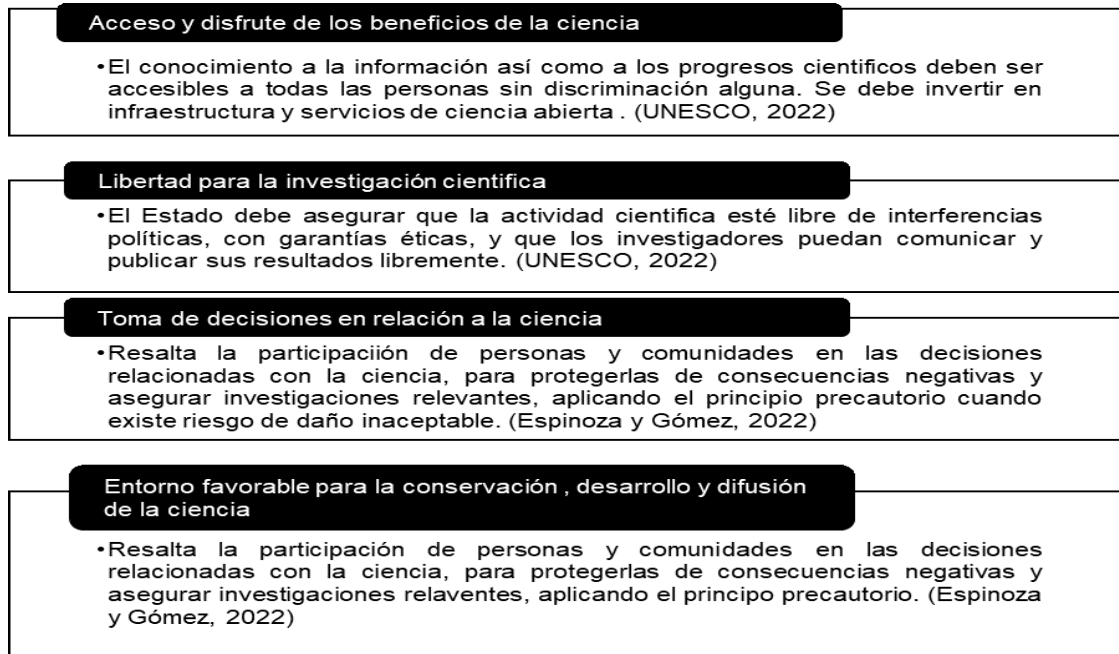 Acceso y disfrute de los beneficios de la ciencia
•El conocimiento a la información así como a los progresos cientificos deben ser
accesibles a todas las personas sin discriminación alguna. Se debe invertir en
infraestructura y servicios de ciencia abierta . (UNESCO, 2022)
Libertad para la investigación cientifica
•El Estado debe asegurar que la actividad cientifica esté libre de interferencias
políticas, con garantías éticas, y que los investigadores puedan comunicar y
publicar sus resultados libremente. (UNESCO, 2022)
Toma de decisiones en relación a la ciencia
•Resalta la participaciión de personas y comunidades en las decisiones
relacionadas con la ciencia, para protegerlas de consecuencias negativas y
asegurar investigaciones relevantes, aplicando el principio precautorio cuando
existe riesgo de daño inaceptable. (Espinoza y Gómez, 2022)
Entorno favorable para la conservación , desarrollo y difusión
de la ciencia
•Resalta la participación de personas y comunidades en las decisiones
relacionadas con la ciencia, para protegerlas de consecuencias negativas y
asegurar investigaciones relaventes, aplicando el principo precautorio. (Espinoza
y Gómez, 2022)